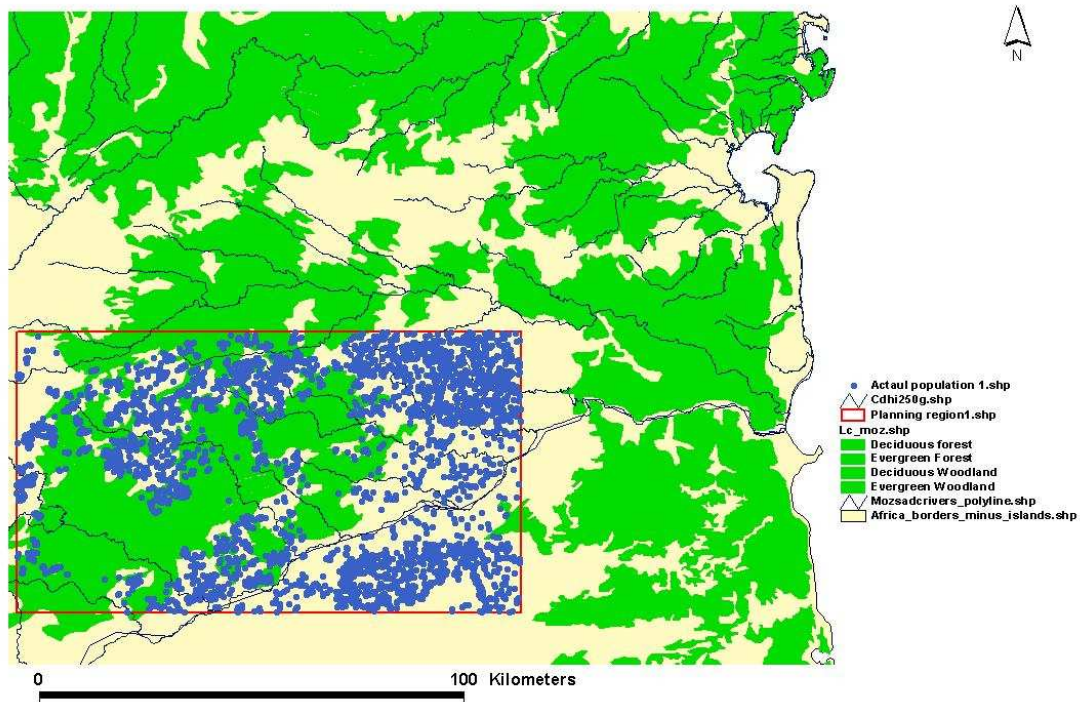 N
Actaul population 1.shp
Cdhi250g.shp
Planning region1.shp
Lc_moz.shp
Deciduous forest
Evergreen Forest
Deciduous Woodland
Evergreen Woodland
Mozsadcrivers_polyline.shp
Africa_borders_minus_islands.shp
0 100 Kilometers